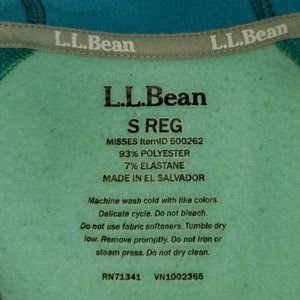 L.L.Bean L.L.Bean
L.L.Bean
S REG
MISSES ItemID 500262
93% POLYESTER
7% ELASTANE
MADE IN EL SALVADOR
Machine wash cold with like colors.
Delicate cycle. Do not bleach.
Do not use fabric softeners. Tumble dry
low. Remove promptly. Do not iron or
steam press. Do not dry clean.
RN71341 VN1002365